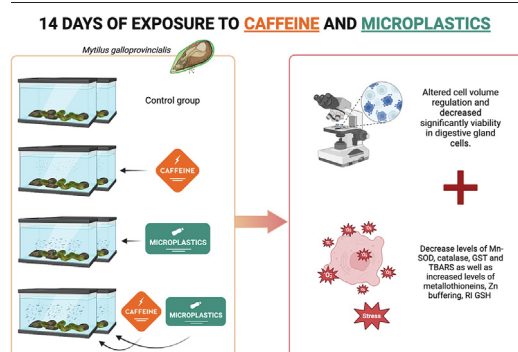 14 DAYS OF EXPOSURE TO CAFFEINE AND MICROPLASTICS
Mytilus galloprovincialis
Control group
CAFFEINE
MICROPLASTICS
CAFFEINE
MICROPLASTICS
Altered cell volume
regulation and
decreased
significantly viability
in digestive gland
cells.
Decrease levels of Mn-
SOD, catalase, GST and
TBARS as well as
increased levels of
metallothioneins, Zn
buffering, RI GSH
Stress